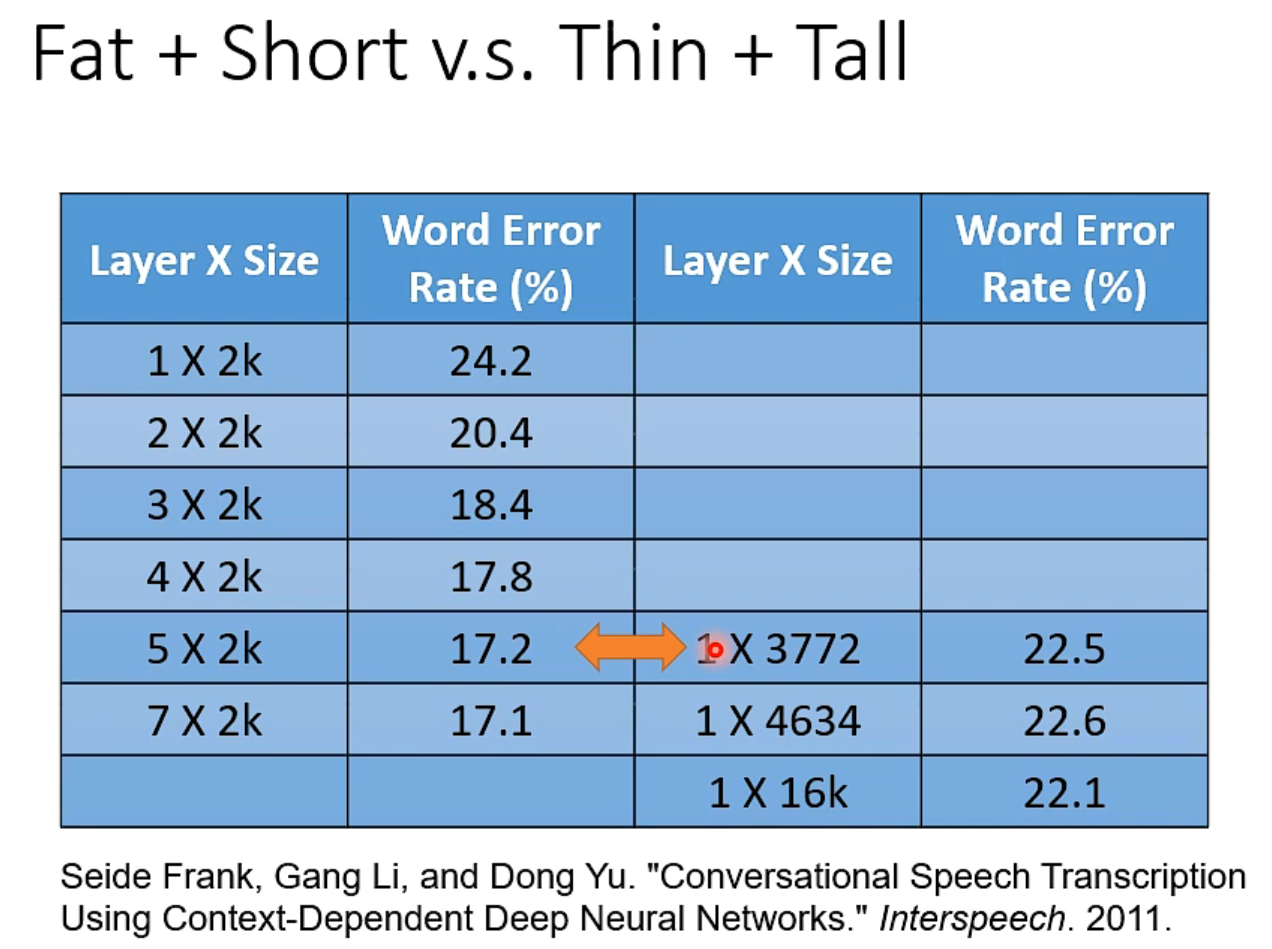 Fat + Short v.s. Thin + Tall
Layer X Size	Word Error Rate (%)	Layer X Size	Word Error Rate (%)
1 X 2k	24.2
2 X 2k	20.4
3 X 2k	18.4
4 X 2k	17.8
5 X 2k	17.2	1 X 3772	22.5
7 X 2k	17.1	1 X 4634	22.6
1 X 16k	22.1
Seide Frank, Gang Li, and Dong Yu. "Conversational Speech Transcription
Using Context-Dependent Deep Neural Networks." Interspeech. 2011.